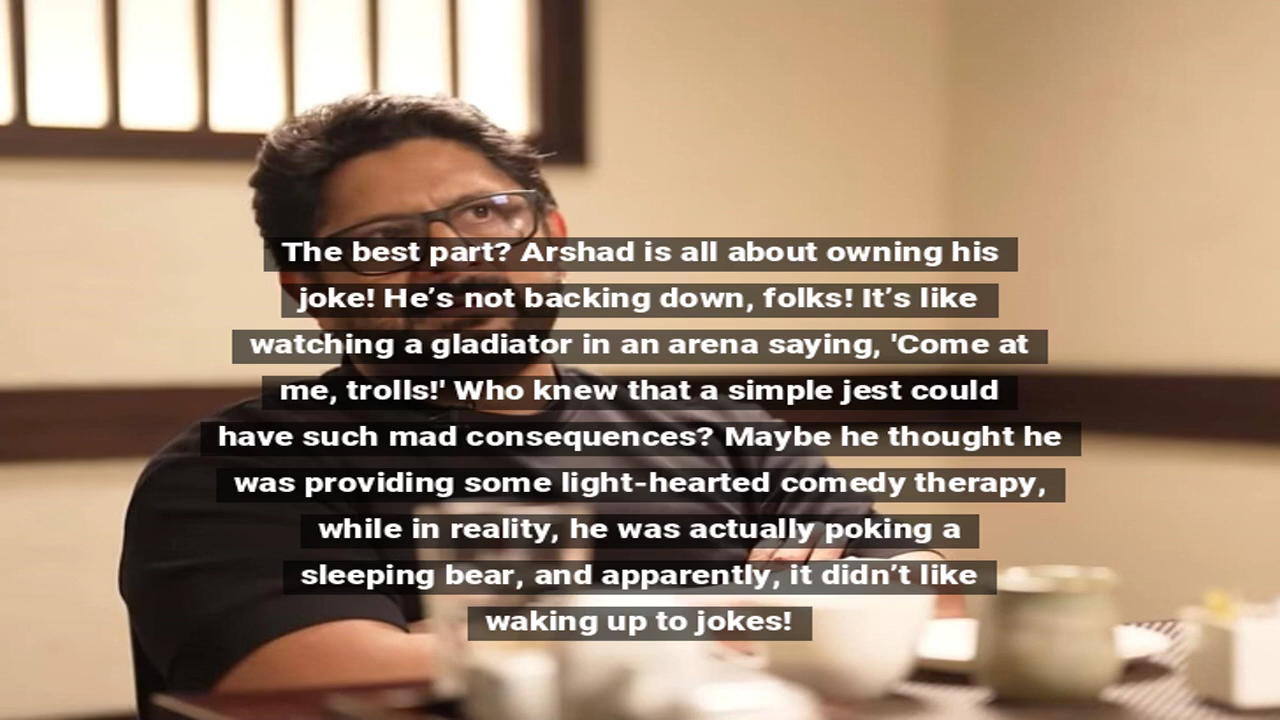 The best part? Arshad is all about owning his
joke! He’s not backing down, folks! It’s like
watching a gladiator in an arena saying, 'Come at
me, trolls!' Who knew that a simple jest could
have such mad consequences? Maybe he thought he
was providing some light-hearted comedy therapy,
while in reality, he was actually poking a
sleeping bear, and apparently, it didn’t like
waking up to jokes!